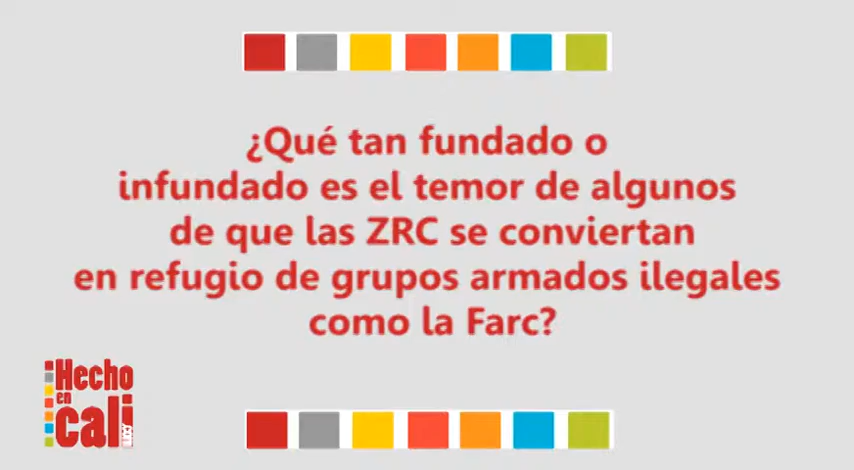 ¿Qué tan fundado o
infundado es el temor de algunos
de que las ZRC se conviertan
en refugio de grupos armados ilegales
como la Farc?
Hecho
en
cali
.com